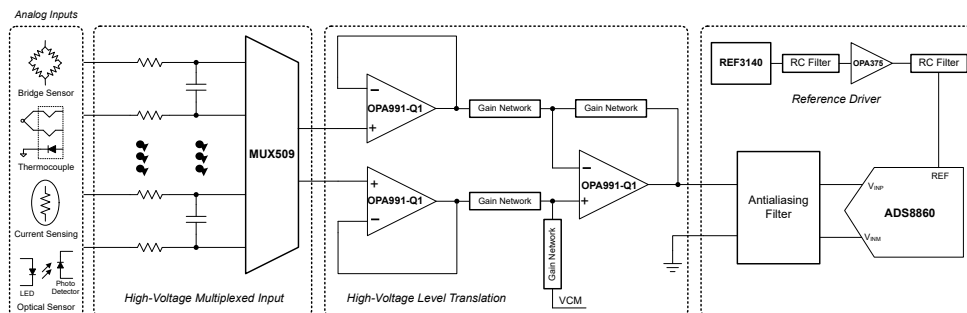 Analog Inputs
Bridge Sensor
Thermocouple
Current Sensing
LED
Photo
Detector
Optical Sensor
MUX509
High-Voltage Multiplexed Input
OPA991-Q1
OPA991-Q1
Gain Network
Gain Network
Gain Network
Gain Network
OPA991-Q1
VCM
High-Voltage Level Translation
REF3140
RC Filter
OPA375
RC Filter
Reference Driver
Antialiasing
Filter
REF
VINP
ADS8860
VINM